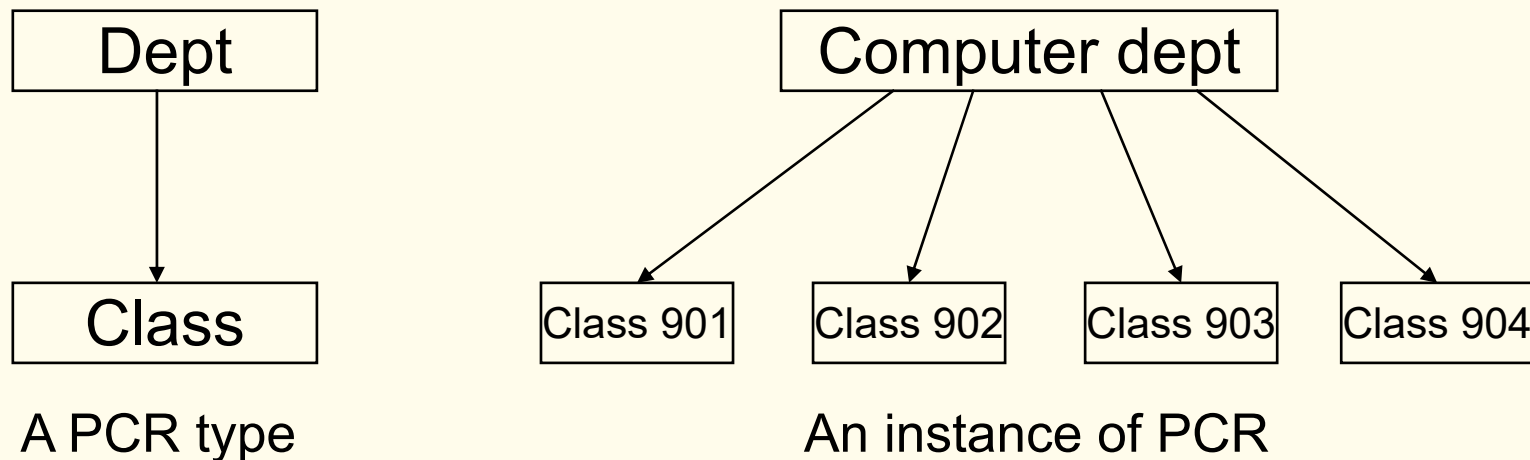 Dept
Computer dept
Class
Class 901
Class 902
Class 903
Class 904
A PCR type
An instance of PCR